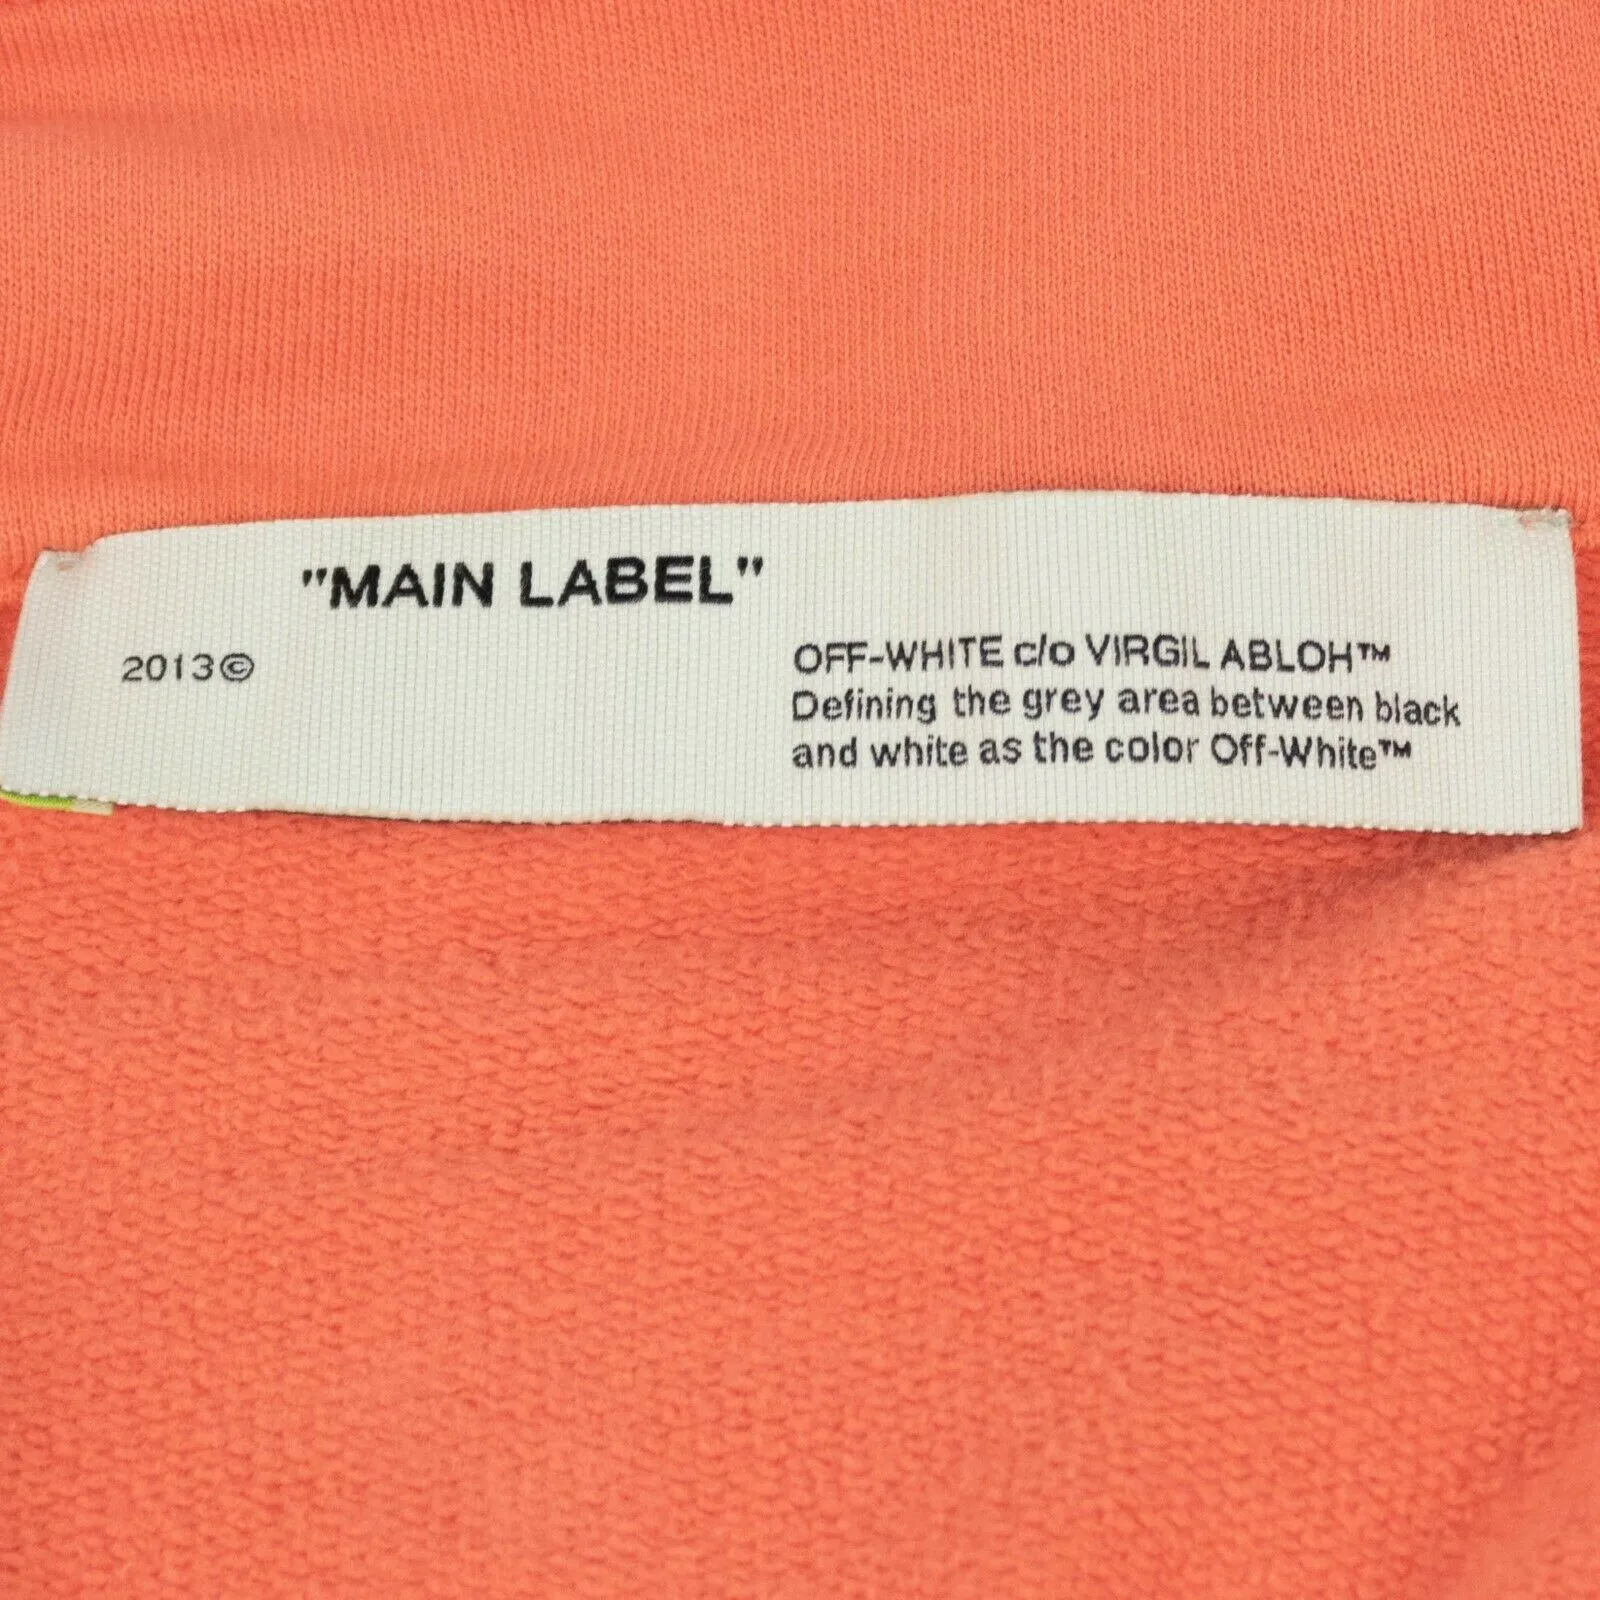 "MAIN LABEL"
2013©
OFF-WHITE c/o VIRGIL ABLOH™
Defining the grey area between black
and white as the color Off-White™